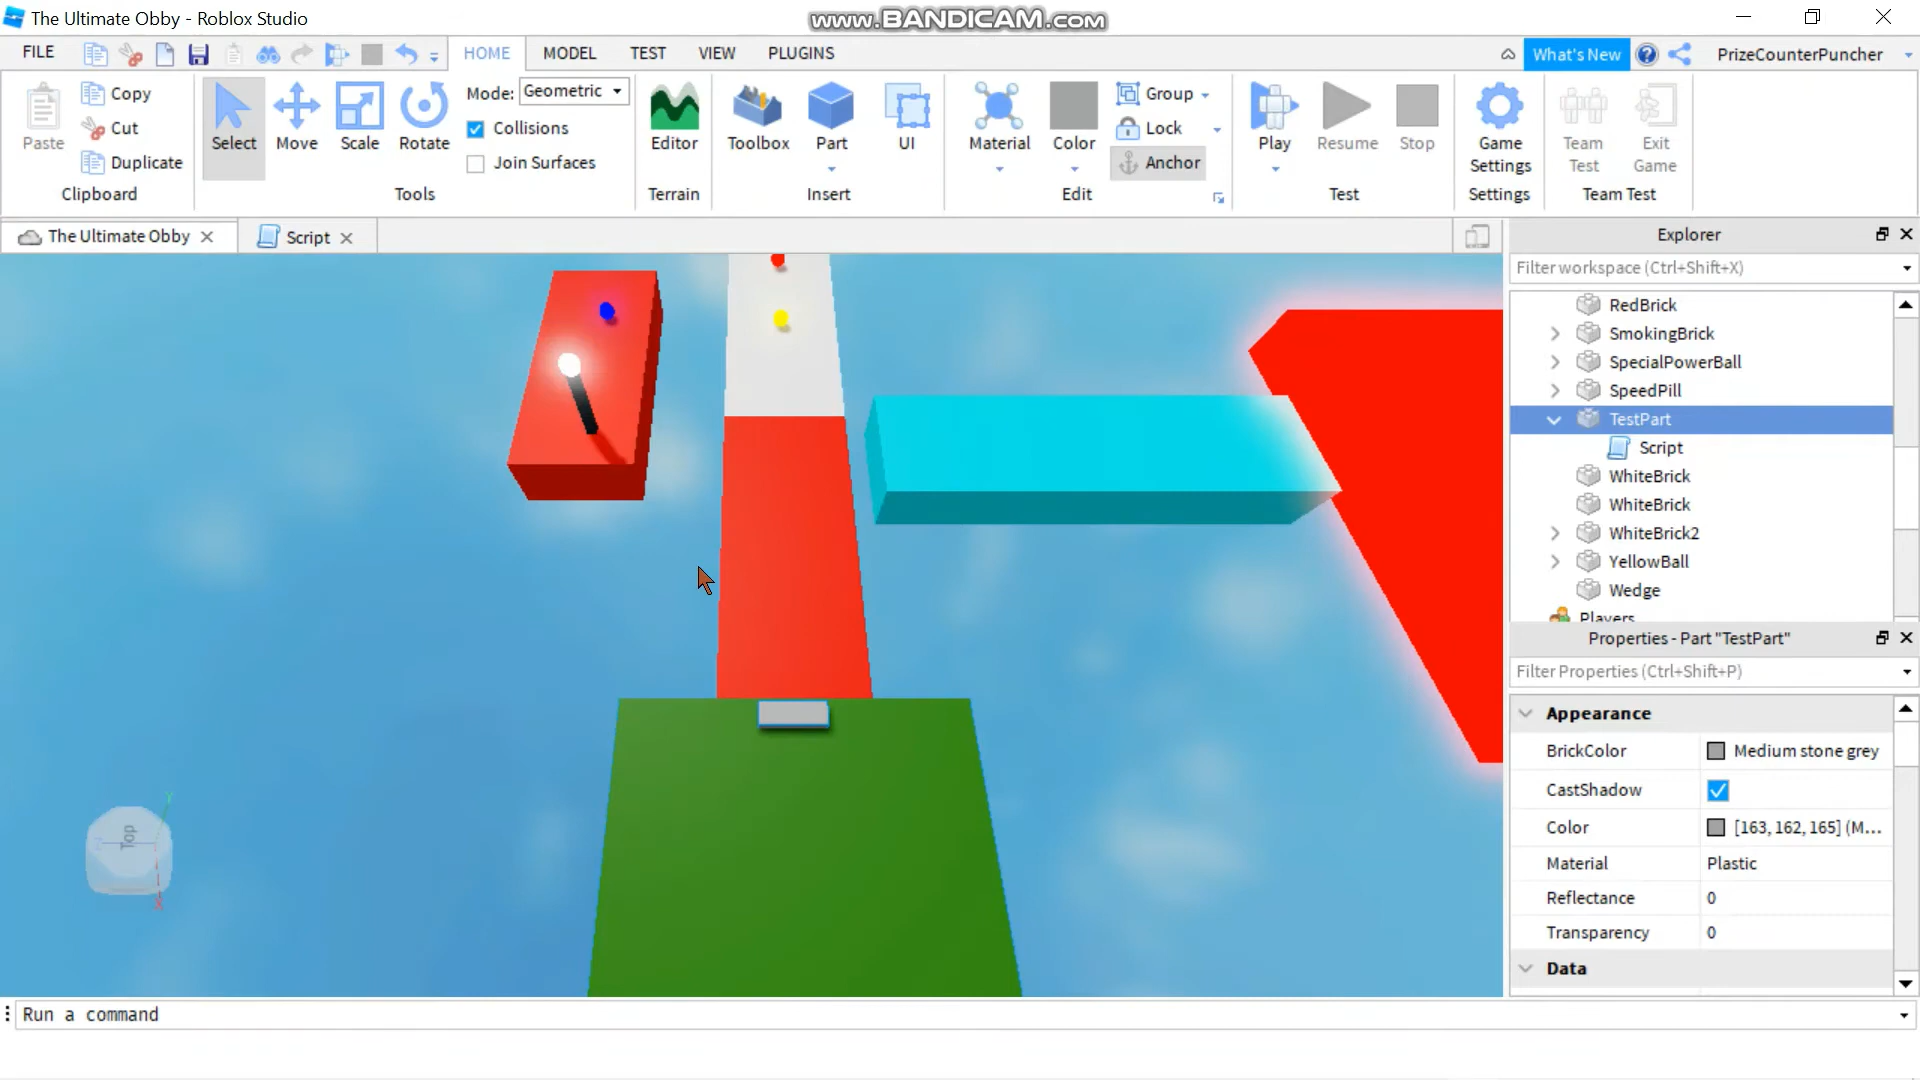 The Ultimate Obby - Roblox Studio
www.BANDICAM.com
FILE
HOME
MODEL
TEST
VIEW
PLUGINS
What's New
PrizeCounterPuncher
Paste
Copy
Cut
Duplicate
Clipboard
Select
Move
Scale
Rotate
Mode: Geometric
Collisions
Join Surfaces
Tools
Editor
Terrain
Toolbox
Part
UI
Insert
Material
Color
Group
Lock
Anchor
Edit
Play
Resume
Stop
Test
Game
Settings
Settings
Team
Test
Exit
Game
Team Test
The Ultimate Obby
Script
Explorer
Filter workspace (Ctrl+Shift+X)
RedBrick
SmokingBrick
SpecialPowerBall
SpeedPill
TestPart
Script
WhiteBrick
WhiteBrick
WhiteBrick2
YellowBall
Wedge
Players
Properties - Part "TestPart"
Filter Properties (Ctrl+Shift+P)
Appearance
BrickColor Medium stone grey
CastShadow
Color [163, 162, 165] (M...
Material Plastic
Reflectance 0
Transparency 0
Data
Top
Z
Y
X
Run a command